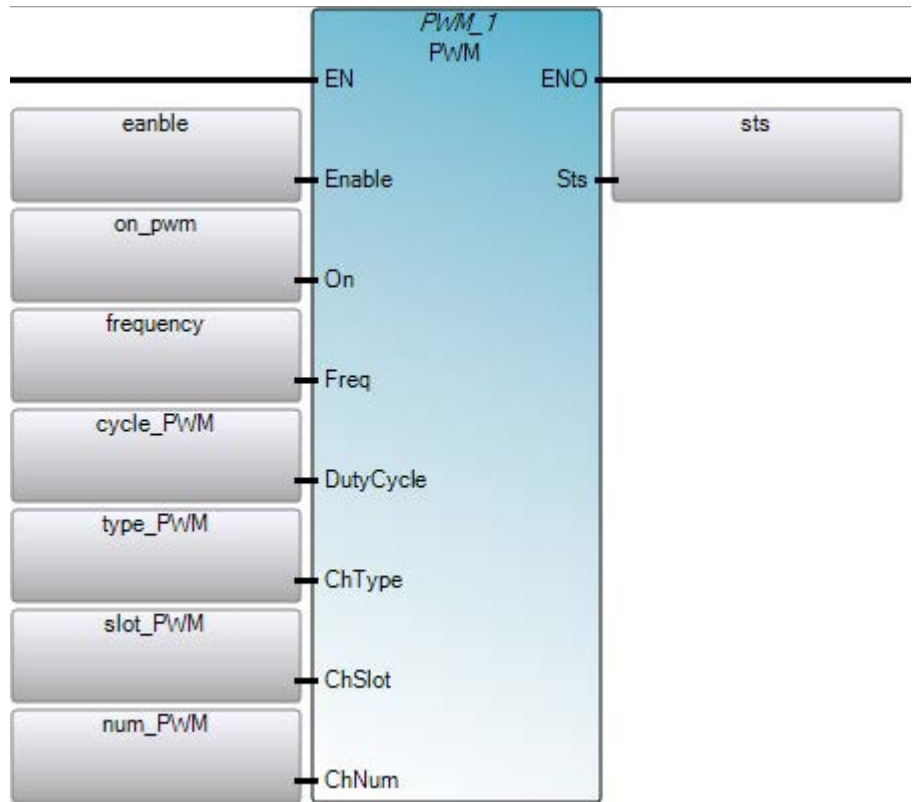 PWM_1
PWM
EN ENO
eanble sts
Enable Sts
on_pwm
On
frequency
Freq
cycle_PWM
DutyCycle
type_PWM
ChType
slot_PWM
ChSlot
num_PWM
ChNum